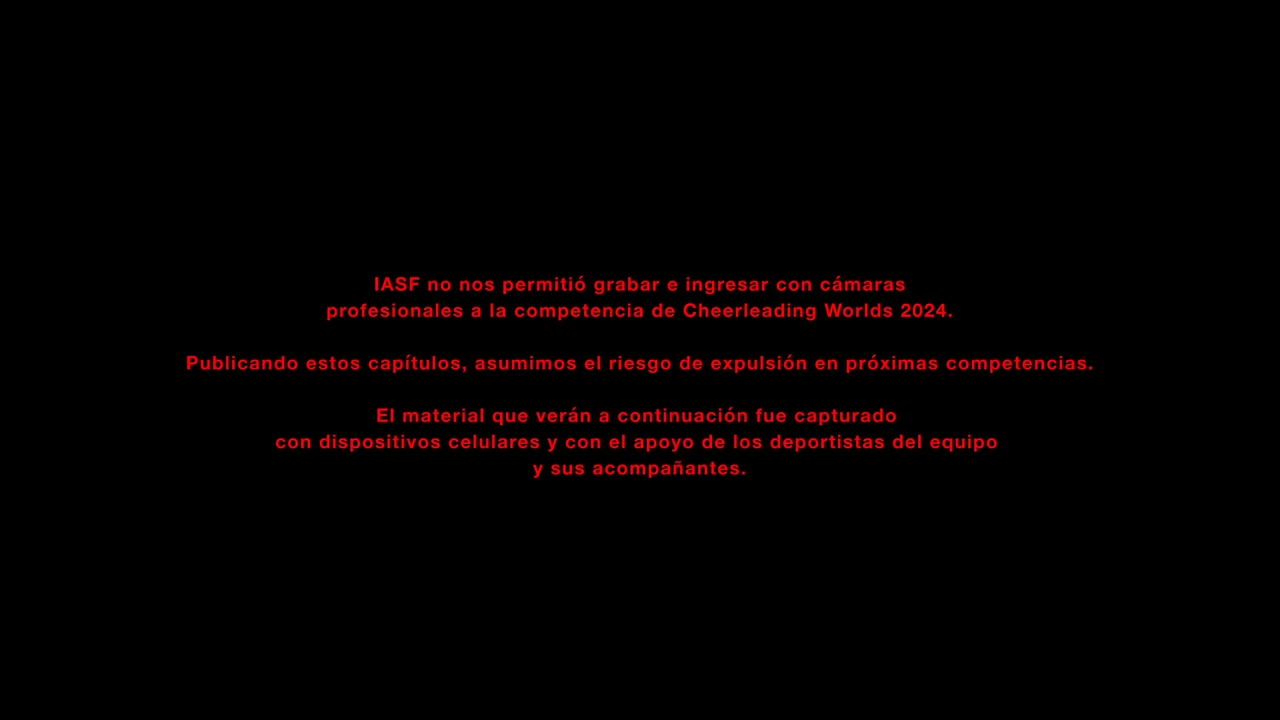 IASF no nos permitió grabar e ingresar con cámaras
profesionales a la competencia de Cheerleading Worlds 2024.
Publicando estos capítulos, asumimos el riesgo de expulsión en próximas competencias.
El material que verán a continuación fue capturado
con dispositivos celulares y con el apoyo de los deportistas del equipo
y sus acompañantes.